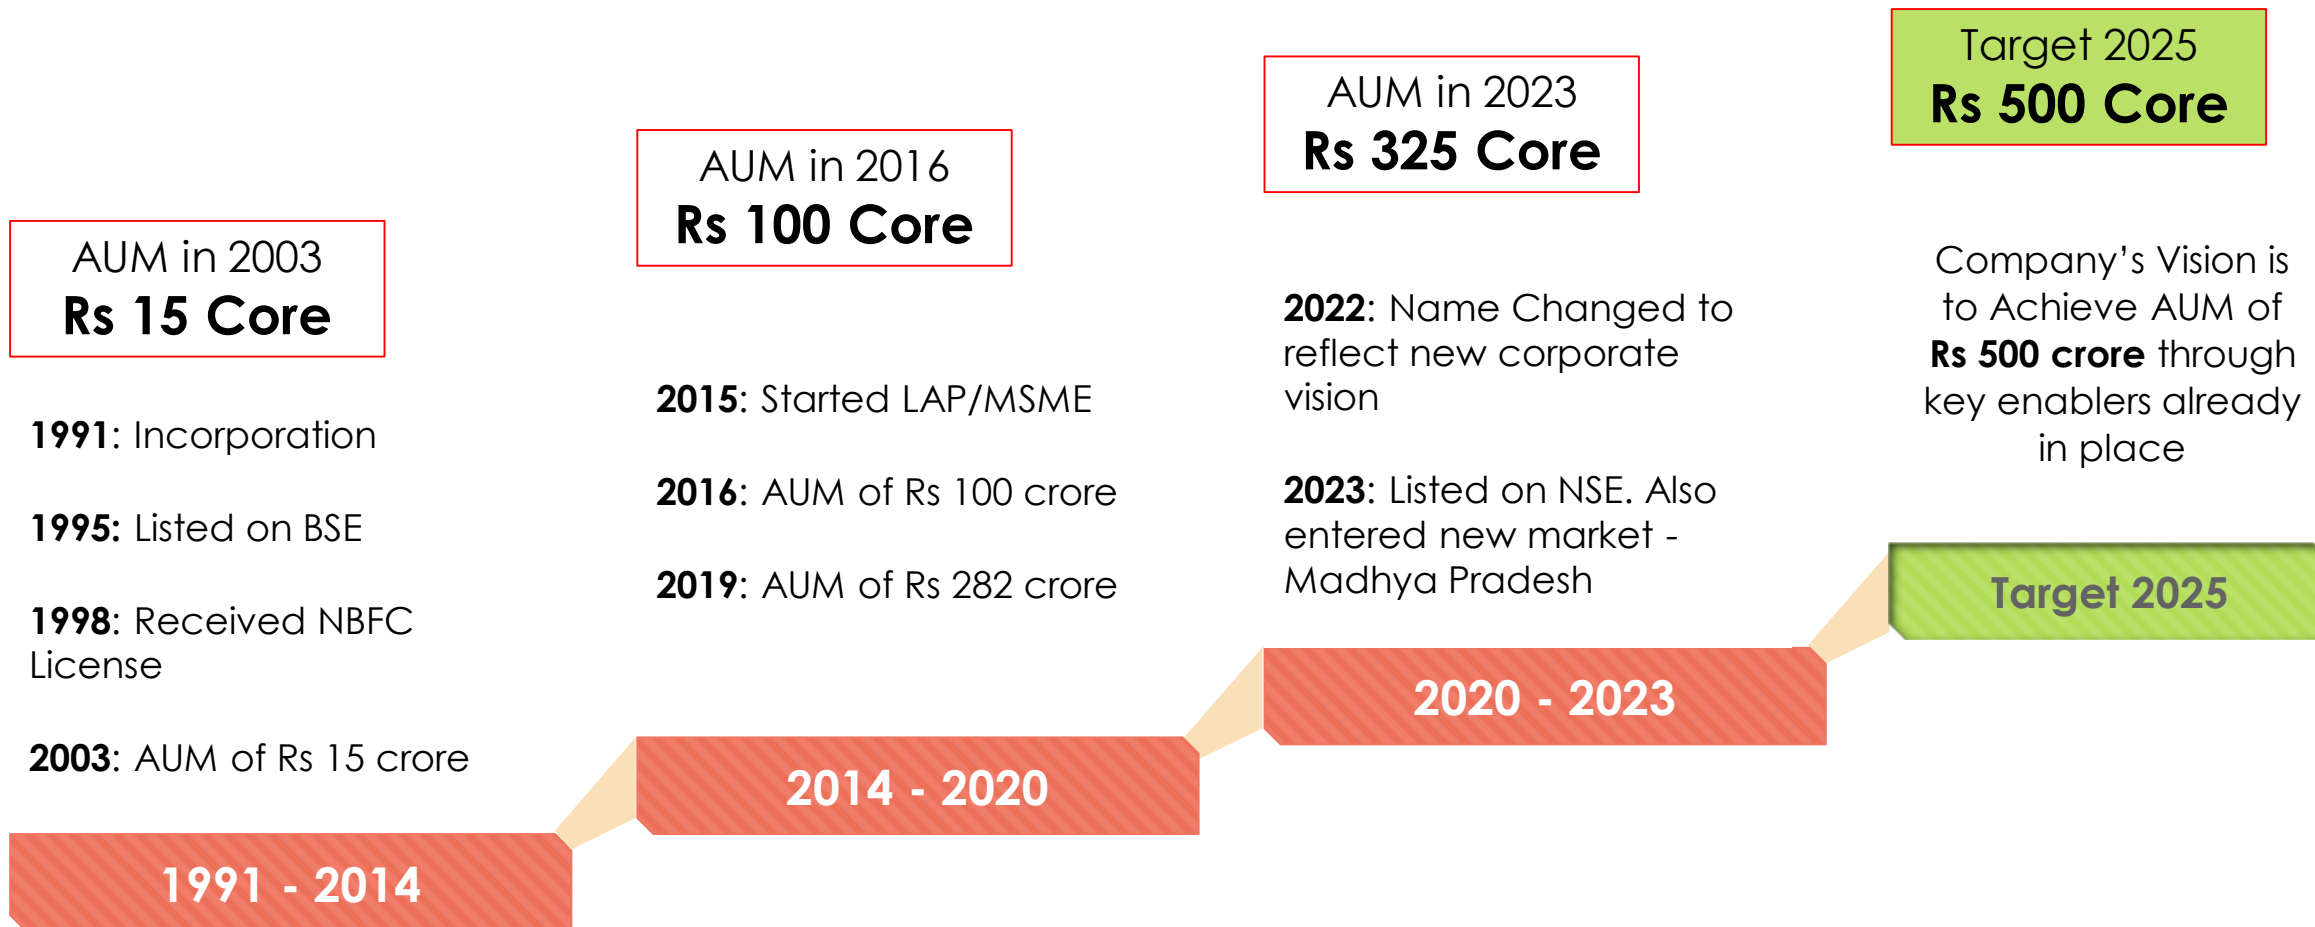 AUM in 2003
Rs 15 Core
1991: Incorporation
1995: Listed on BSE
1998: Received NBFC
License
2003: AUM of Rs 15 crore
1991 - 2014
AUM in 2016
Rs 100 Core
2015: Started LAP/MSME
2016: AUM of Rs 100 crore
2019: AUM of Rs 282 crore
2014 - 2020
AUM in 2023
Rs 325 Core
2022: Name Changed to
reflect new corporate
vision
2023: Listed on NSE. Also
entered new market -
Madhya Pradesh
2020 - 2023
Target 2025
Rs 500 Core
Company’s Vision is
to Achieve AUM of
Rs 500 crore through
key enablers already
in place
Target 2025